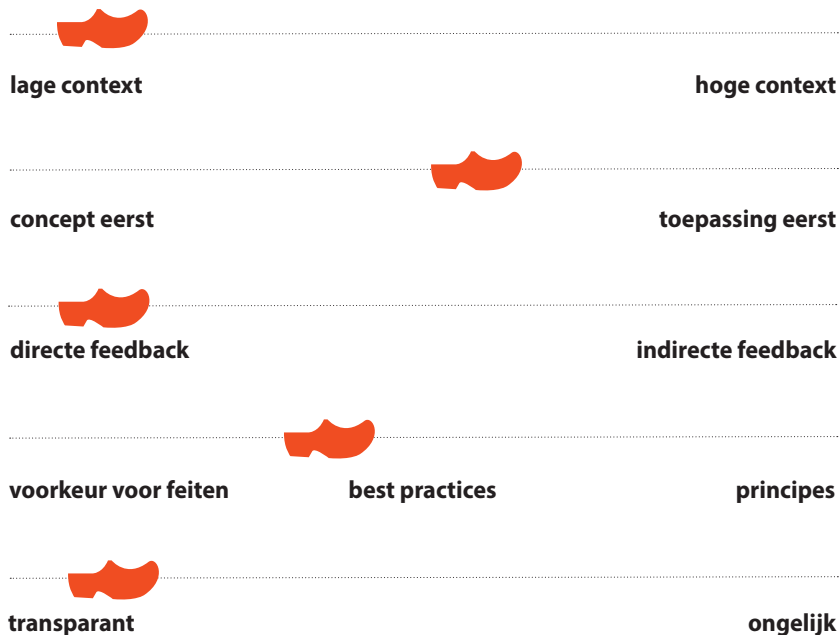 lage context hoge context
concept eerst toepassing eerst
directe feedback indirecte feedback
voorkeur voor feiten best practices principes
transparant ongelijk